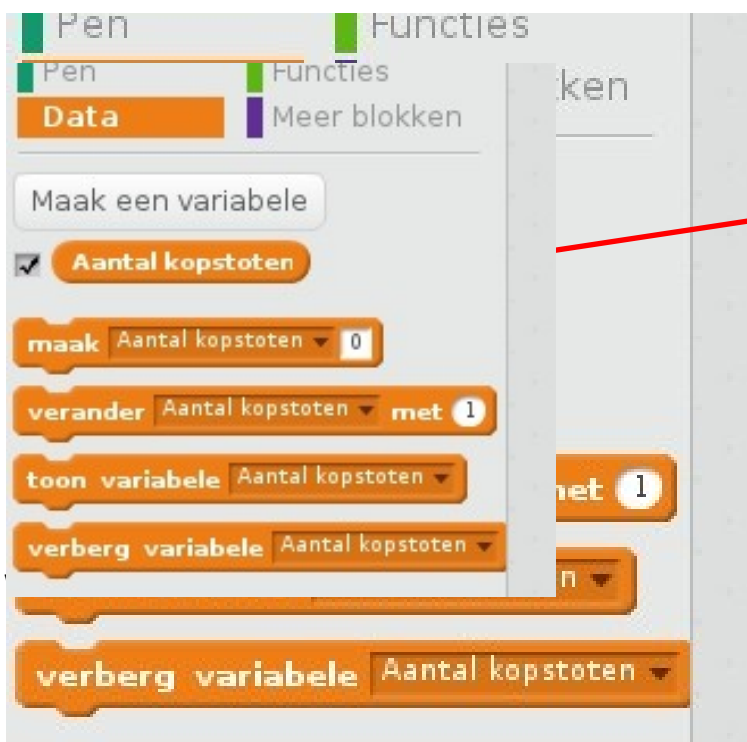 Pen Functies
Pen Functies
ken
Data Meer blokken
Maak een variabele
Aantal kopstoten
maak Aantal kopstoten 0
verander Aantal kopstoten met 1
toon variabele Aantal kopstoten
net 1
verberg variabele Aantal kopstoten
n
verberg variabele Aantal kopstoten